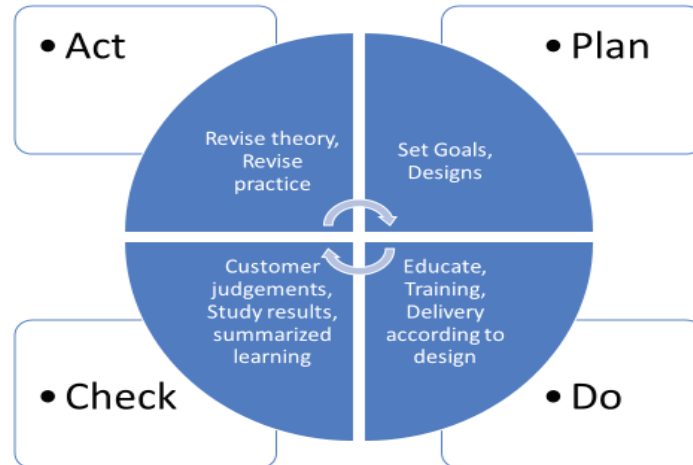 • Act
• Plan
Revise theory,
Revise
practice
Set Goals,
Designs
Customer
judgements,
Study results,
summarized
learning
Educate,
Training,
Delivery
according to
design
• Check
• Do